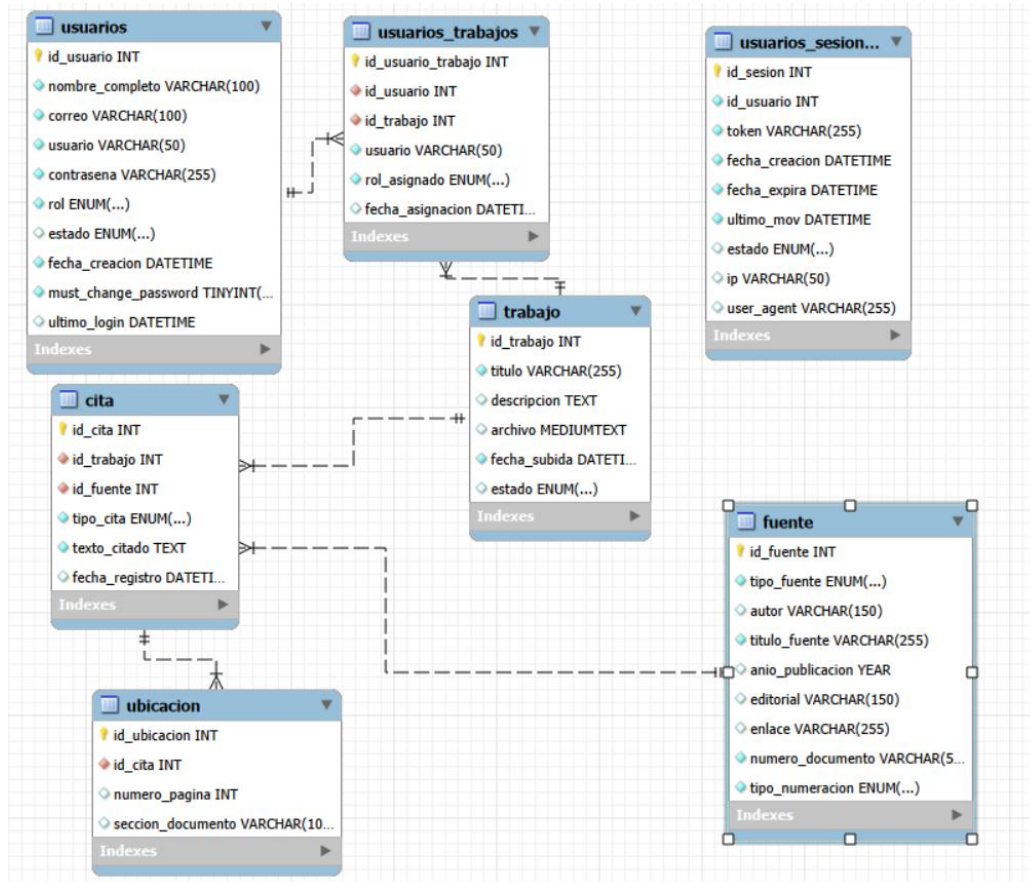 usuarios
id_usuario INT
nombre_completo VARCHAR(100)
correo VARCHAR(100)
usuario VARCHAR(50)
contrasena VARCHAR(255)
rol ENUM(...)
estado ENUM(...)
fecha_creacion DATETIME
must_change_password TINYINT(...
ultimo_login DATETIME
Indexes
usuarios_trabajos
id_usuario_trabajo INT
id_usuario INT
id_trabajo INT
usuario VARCHAR(50)
rol_asignado ENUM(...)
fecha_asignacion DATETI...
Indexes
usuarios_sesion...
id_sesion INT
id_usuario INT
token VARCHAR(255)
fecha_creacion DATETIME
fecha_expira DATETIME
ultimo_mov DATETIME
estado ENUM(...)
ip VARCHAR(50)
user_agent VARCHAR(255)
Indexes
trabajo
id_trabajo INT
titulo VARCHAR(255)
descripcion TEXT
archivo MEDIUMTEXT
fecha_subida DATETI...
estado ENUM(...)
Indexes
cita
id_cita INT
id_trabajo INT
id_fuente INT
tipo_cita ENUM(...)
texto_citado TEXT
fecha_registro DATETI...
Indexes
fuente
id_fuente INT
tipo_fuente ENUM(...)
autor VARCHAR(150)
titulo_fuente VARCHAR(255)
anio_publicacion YEAR
editorial VARCHAR(150)
enlace VARCHAR(255)
numero_documento VARCHAR(5...
tipo_numeracion ENUM(...)
Indexes
ubicacion
id_ubicacion INT
id_cita INT
numero_pagina INT
seccion_documento VARCHAR(10...
Indexes